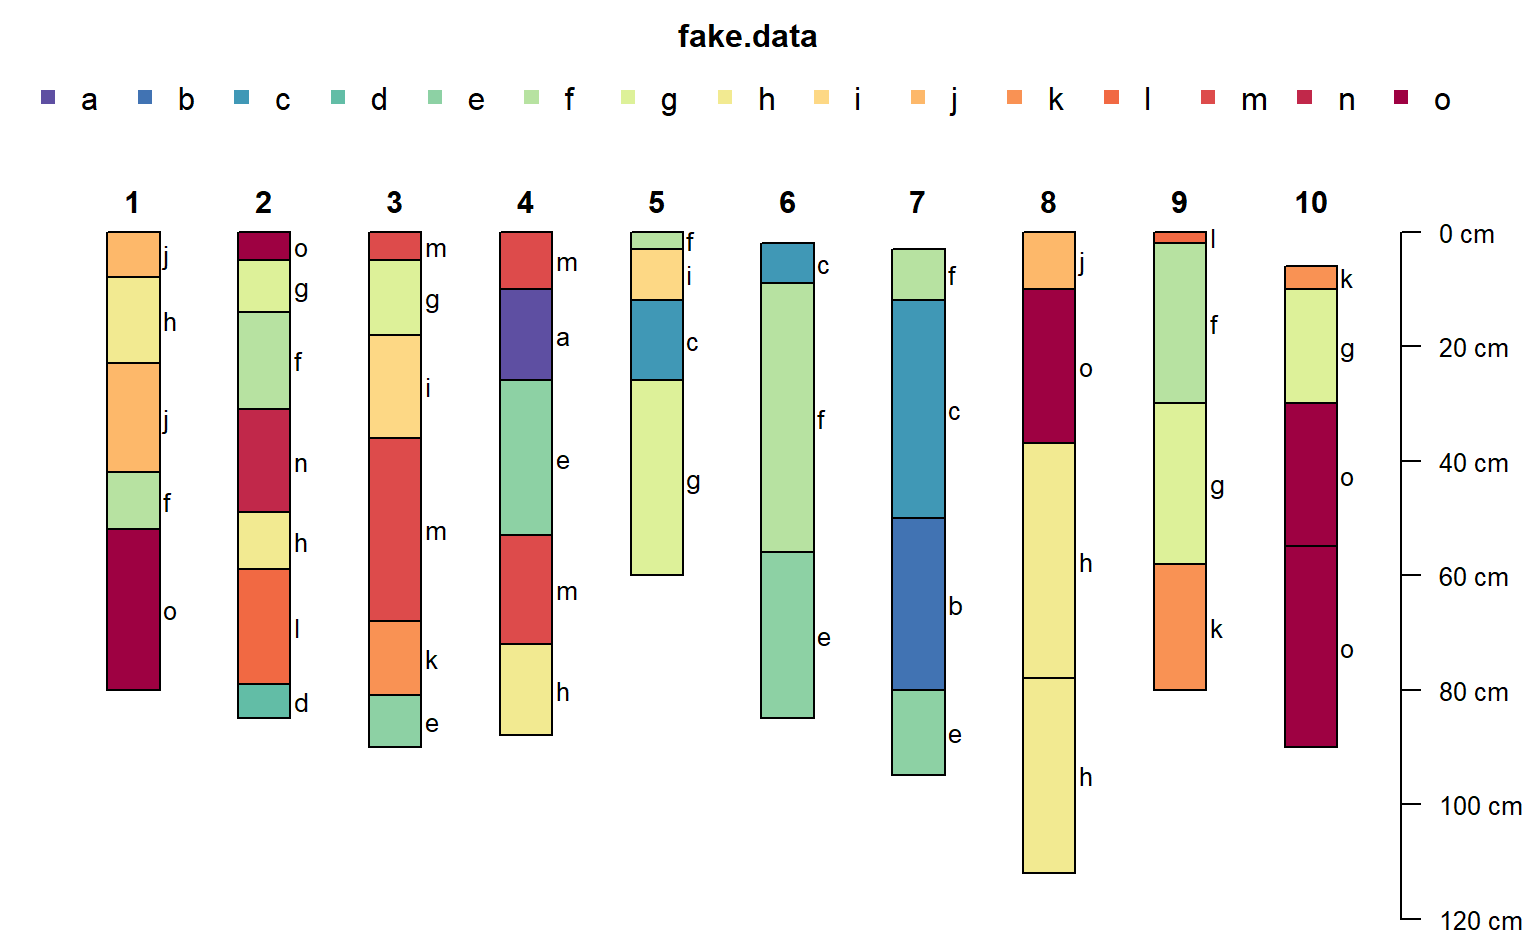 fake.data
a b c d e f g h i j k l m n o
1 2 3 4 5 6 7 8 9 10
j
h
j
f
o
o
g
f
n
h
l
d
m
g
i
m
k
e
m
a
e
m
h
f
i
c
g
c
f
e
f
c
b
e
j
o
h
h
l
f
g
k
k
g
o
o
0 cm
20 cm
40 cm
60 cm
80 cm
100 cm
120 cm